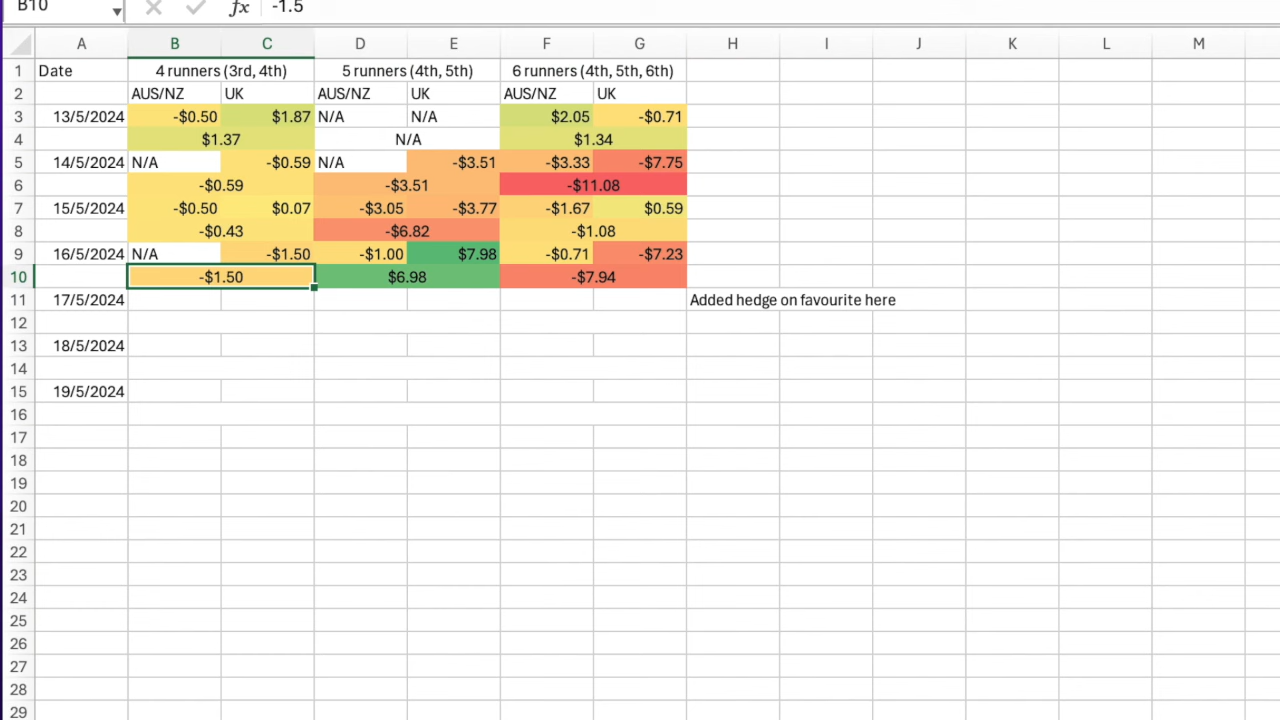 B10 fx -1.5
A B C D E F G H I J K L M
1 Date 4 runners (3rd, 4th) 5 runners (4th, 5th) 6 runners (4th, 5th, 6th)
2 AUS/NZ UK AUS/NZ UK AUS/NZ UK
3 13/5/2024 -$0.50 $1.87 N/A N/A $2.05 -$0.71
4 $1.37 N/A $1.34
5 14/5/2024 N/A -$0.59 N/A -$3.51 -$3.33 -$7.75
6 -$0.59 -$3.51 -$11.08
7 15/5/2024 -$0.50 $0.07 -$3.05 -$3.77 -$1.67 $0.59
8 -$0.43 -$6.82 -$1.08
9 16/5/2024 N/A -$1.50 -$1.00 $7.98 -$0.71 -$7.23
10 -$1.50 $6.98 -$7.94
11 17/5/2024 Added hedge on favourite here
12
13 18/5/2024
14
15 19/5/2024
16
17
18
19
20
21
22
23
24
25
26
27
28
29